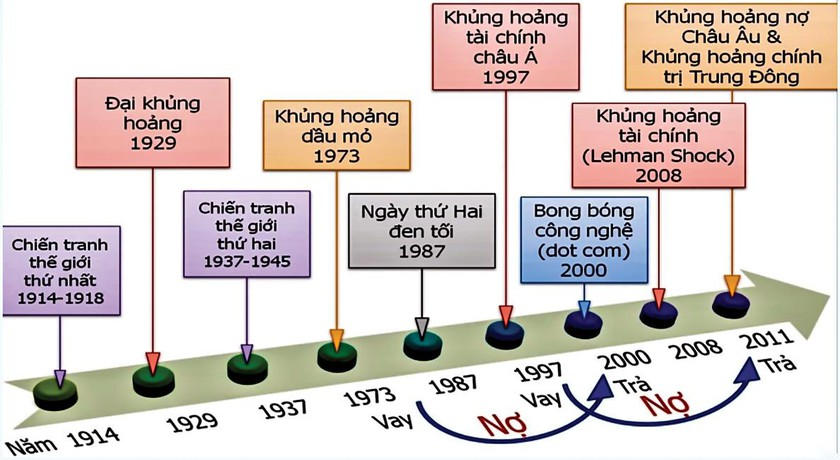 Chiến tranh
thế giới
thứ nhất
1914-1918
Đại khủng
hoảng
1929
Chiến tranh
thế giới
thứ hai
1937-1945
Khủng hoảng
dầu mỏ
1973
Ngày thứ Hai
đen tối
1987
Khủng hoảng
tài chính
châu Á
1997
Bong bóng
công nghệ
(dot com)
2000
Khủng hoảng
tài chính
(Lehman Shock)
2008
Khủng hoảng nợ
Châu Âu &
Khủng hoảng chính
trị Trung Đông
Năm 1914 1929 1937 1973 1987 1997 2000 2008 2011
Vay Nợ Trả
Vay Nợ Trả